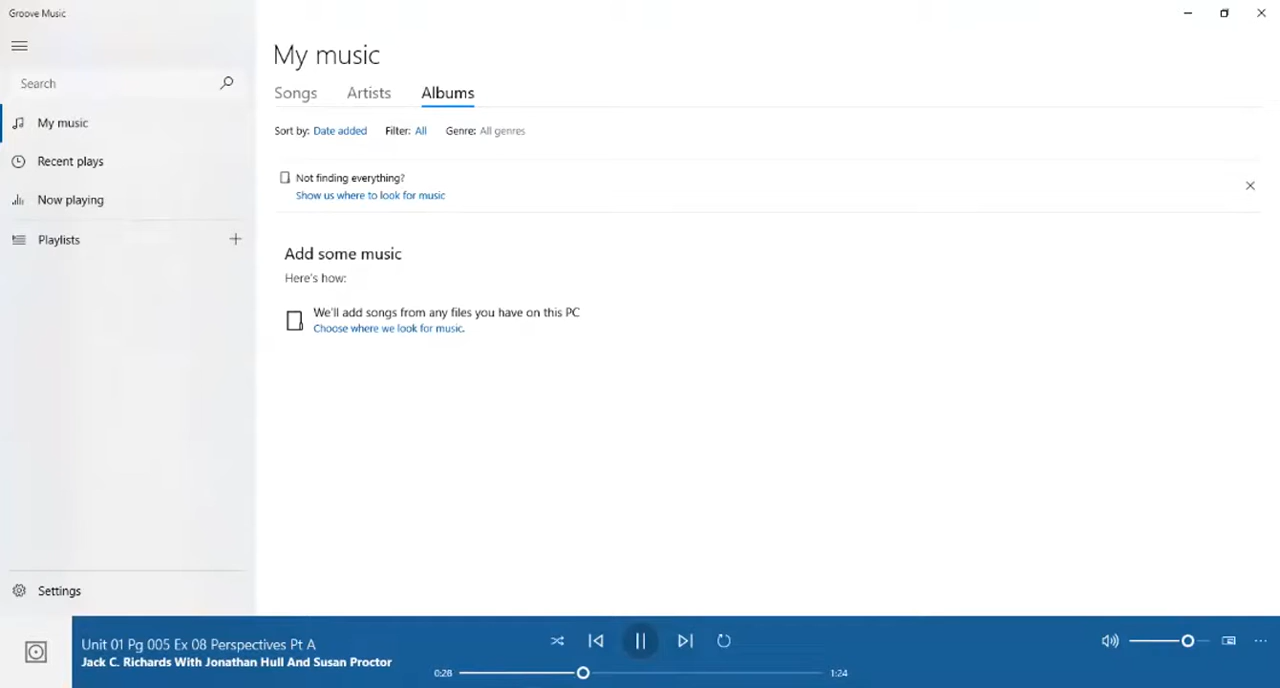 Groove Music
Search
My music
Recent plays
Now playing
Playlists
Settings
My music
Songs Artists Albums
Sort by: Date added Filter: All Genre: All genres
Not finding everything?
Show us where to look for music
Add some music
Here's how:
We'll add songs from any files you have on this PC
Choose where we look for music.
Unit 01 Pg 005 Ex 08 Perspectives Pt A
Jack C. Richards With Jonathan Hull And Susan Proctor
0:28 1:24